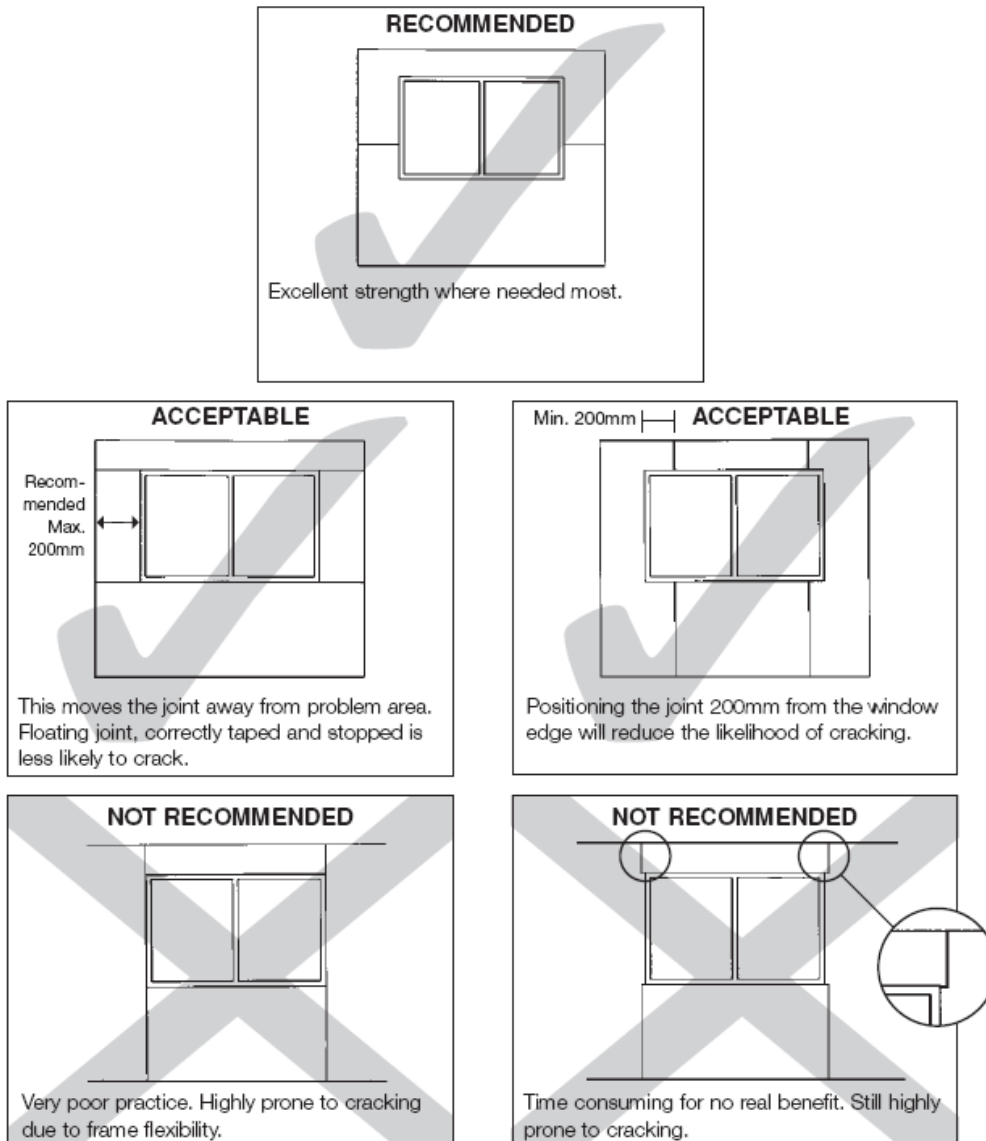 RECOMMENDED
Excellent strength where needed most.
ACCEPTABLE
Recom-
mended
Max.
200mm
This moves the joint away from problem area.
Floating joint, correctly taped and stopped is
less likely to crack.
Min. 200mm
ACCEPTABLE
Positioning the joint 200mm from the window
edge will reduce the likelihood of cracking.
NOT RECOMMENDED
Very poor practice. Highly prone to cracking
due to frame flexibility.
NOT RECOMMENDED
Time consuming for no real benefit. Still highly
prone to cracking.